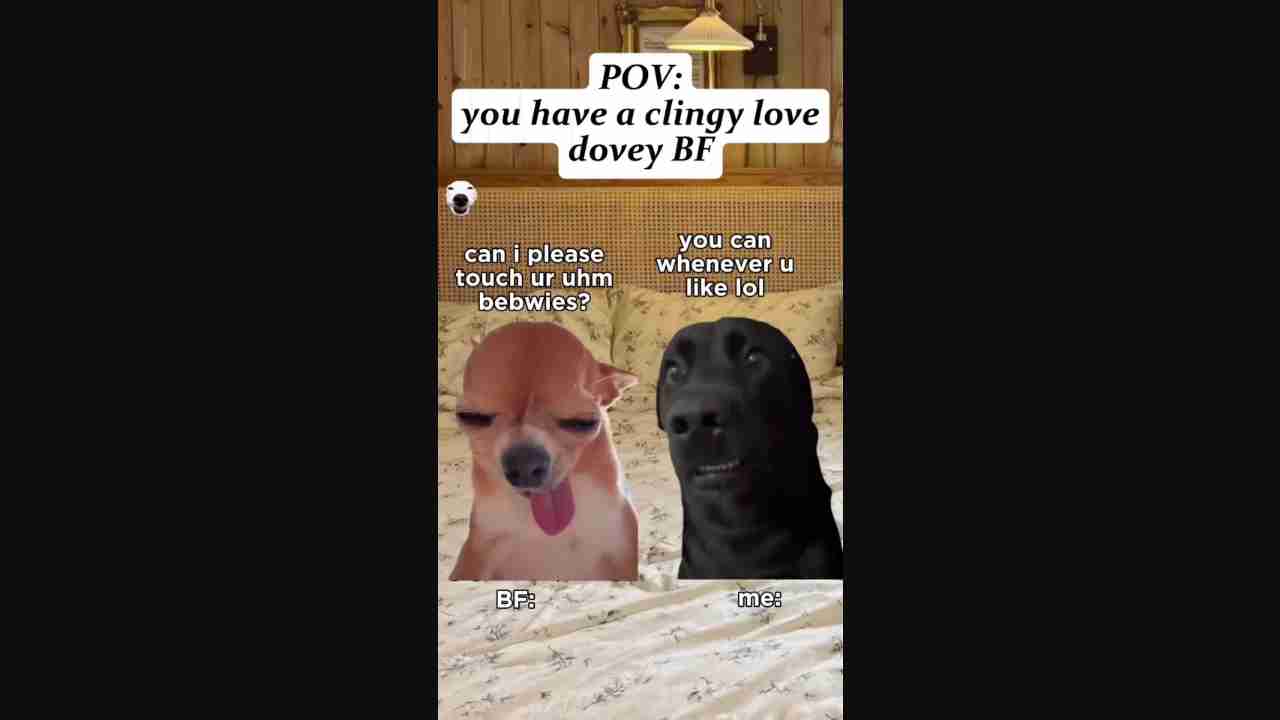 POV:
you have a clingy love
dovey BF
can i please
touch ur uhm
bebwies?
you can
whenever u
like lol
BF:
me: